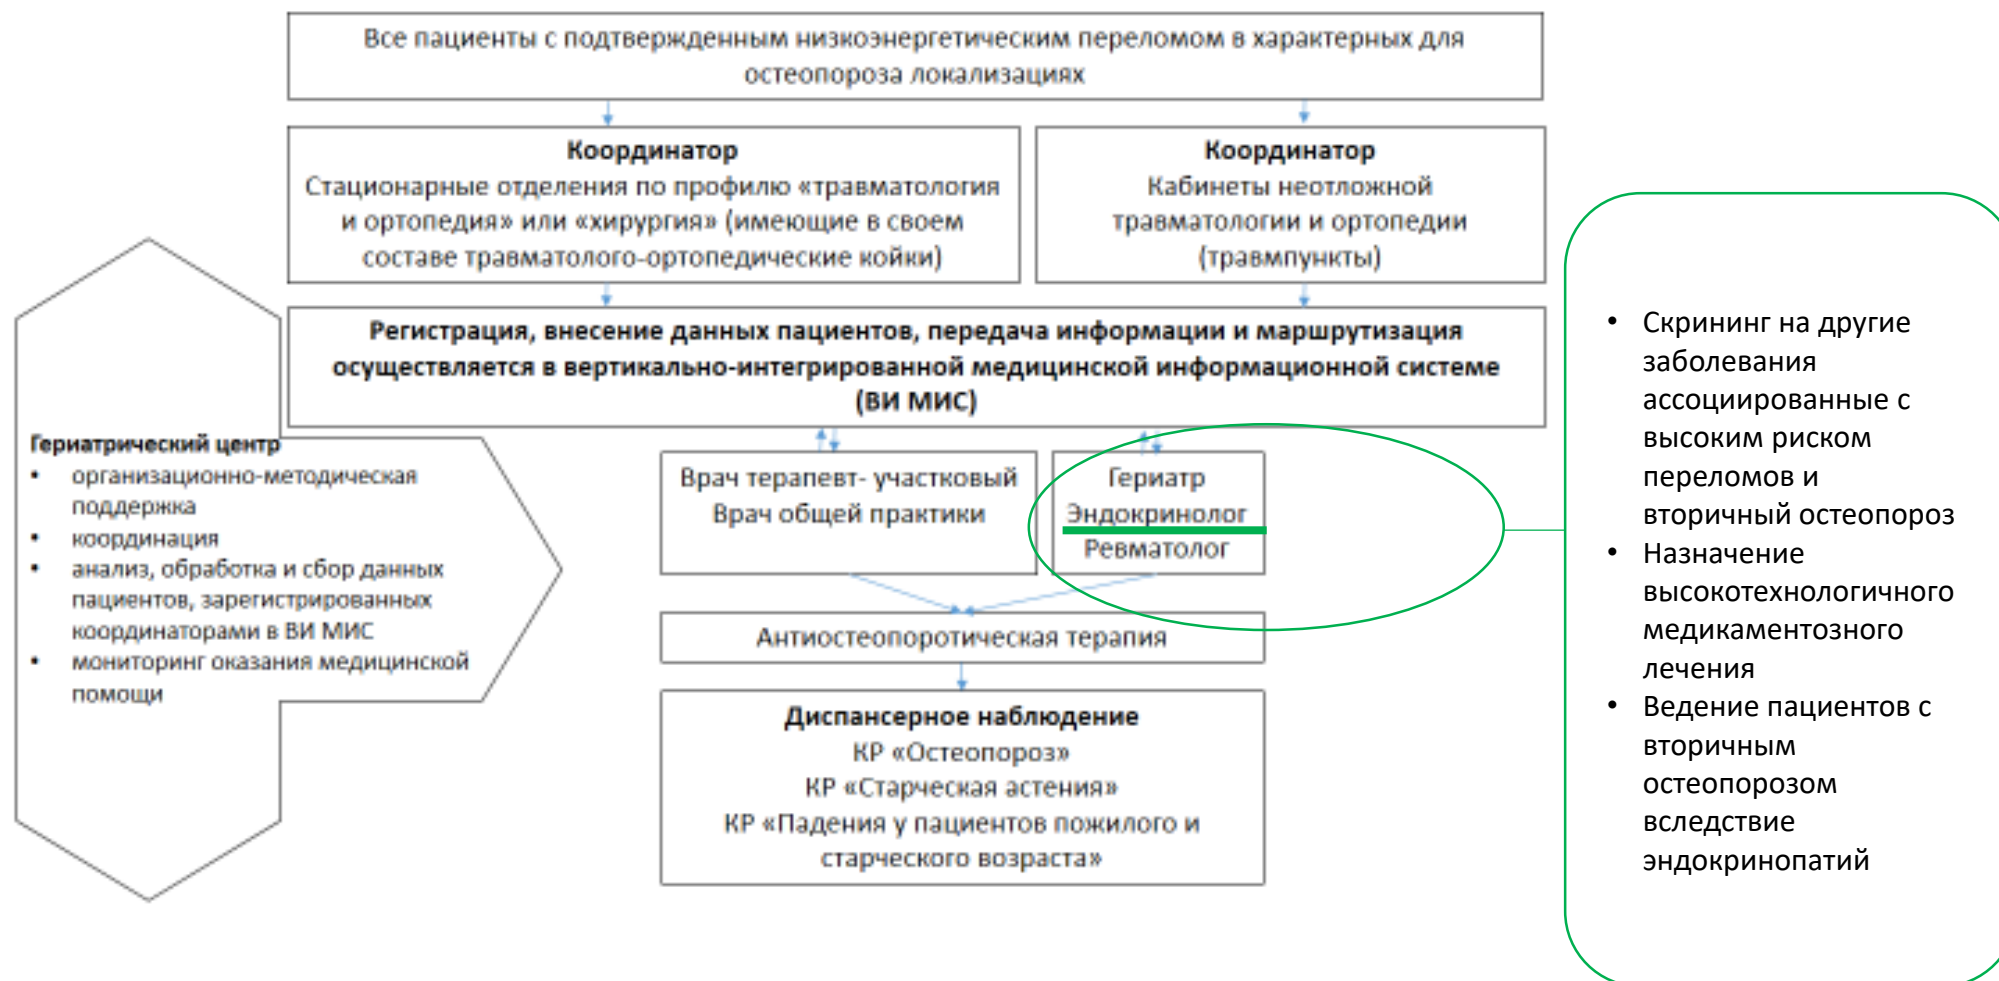 Все пациенты с подтвержденным низкоэнергетическим переломом в характерных для
остеопороза локализациях
Координатор
Стационарные отделения по профилю «травматология
и ортопедия» или «хирургия» (имеющие в своем
составе травматолого-ортопедические койки)
Координатор
Кабинеты неотложной
травматологии и ортопедии
(травмпункты)
Регистрация, внесение данных пациентов, передача информации и маршрутизация
осуществляется в вертикально-интегрированной медицинской информационной системе
(ВИ МИС)
Гериатрический центр
• организационно-методическая
поддержка
• координация
• анализ, обработка и сбор данных
пациентов, зарегистрированных
координаторами в ВИ МИС
• мониторинг оказания медицинской
помощи
Врач терапевт- участковый
Врач общей практики
Гериатр
Эндокринолог
Ревматолог
Антиостеопоротическая терапия
Диспансерное наблюдение
КР «Остеопороз»
КР «Старческая астения»
КР «Падения у пациентов пожилого и
старческого возраста»
• Скрининг на другие
заболевания
ассоциированные с
высоким риском
переломов и
вторичный остеопороз
• Назначение
высокотехнологичного
медикаментозного
лечения
• Ведение пациентов с
вторичным
остеопорозом
вследствие
эндокринопатий